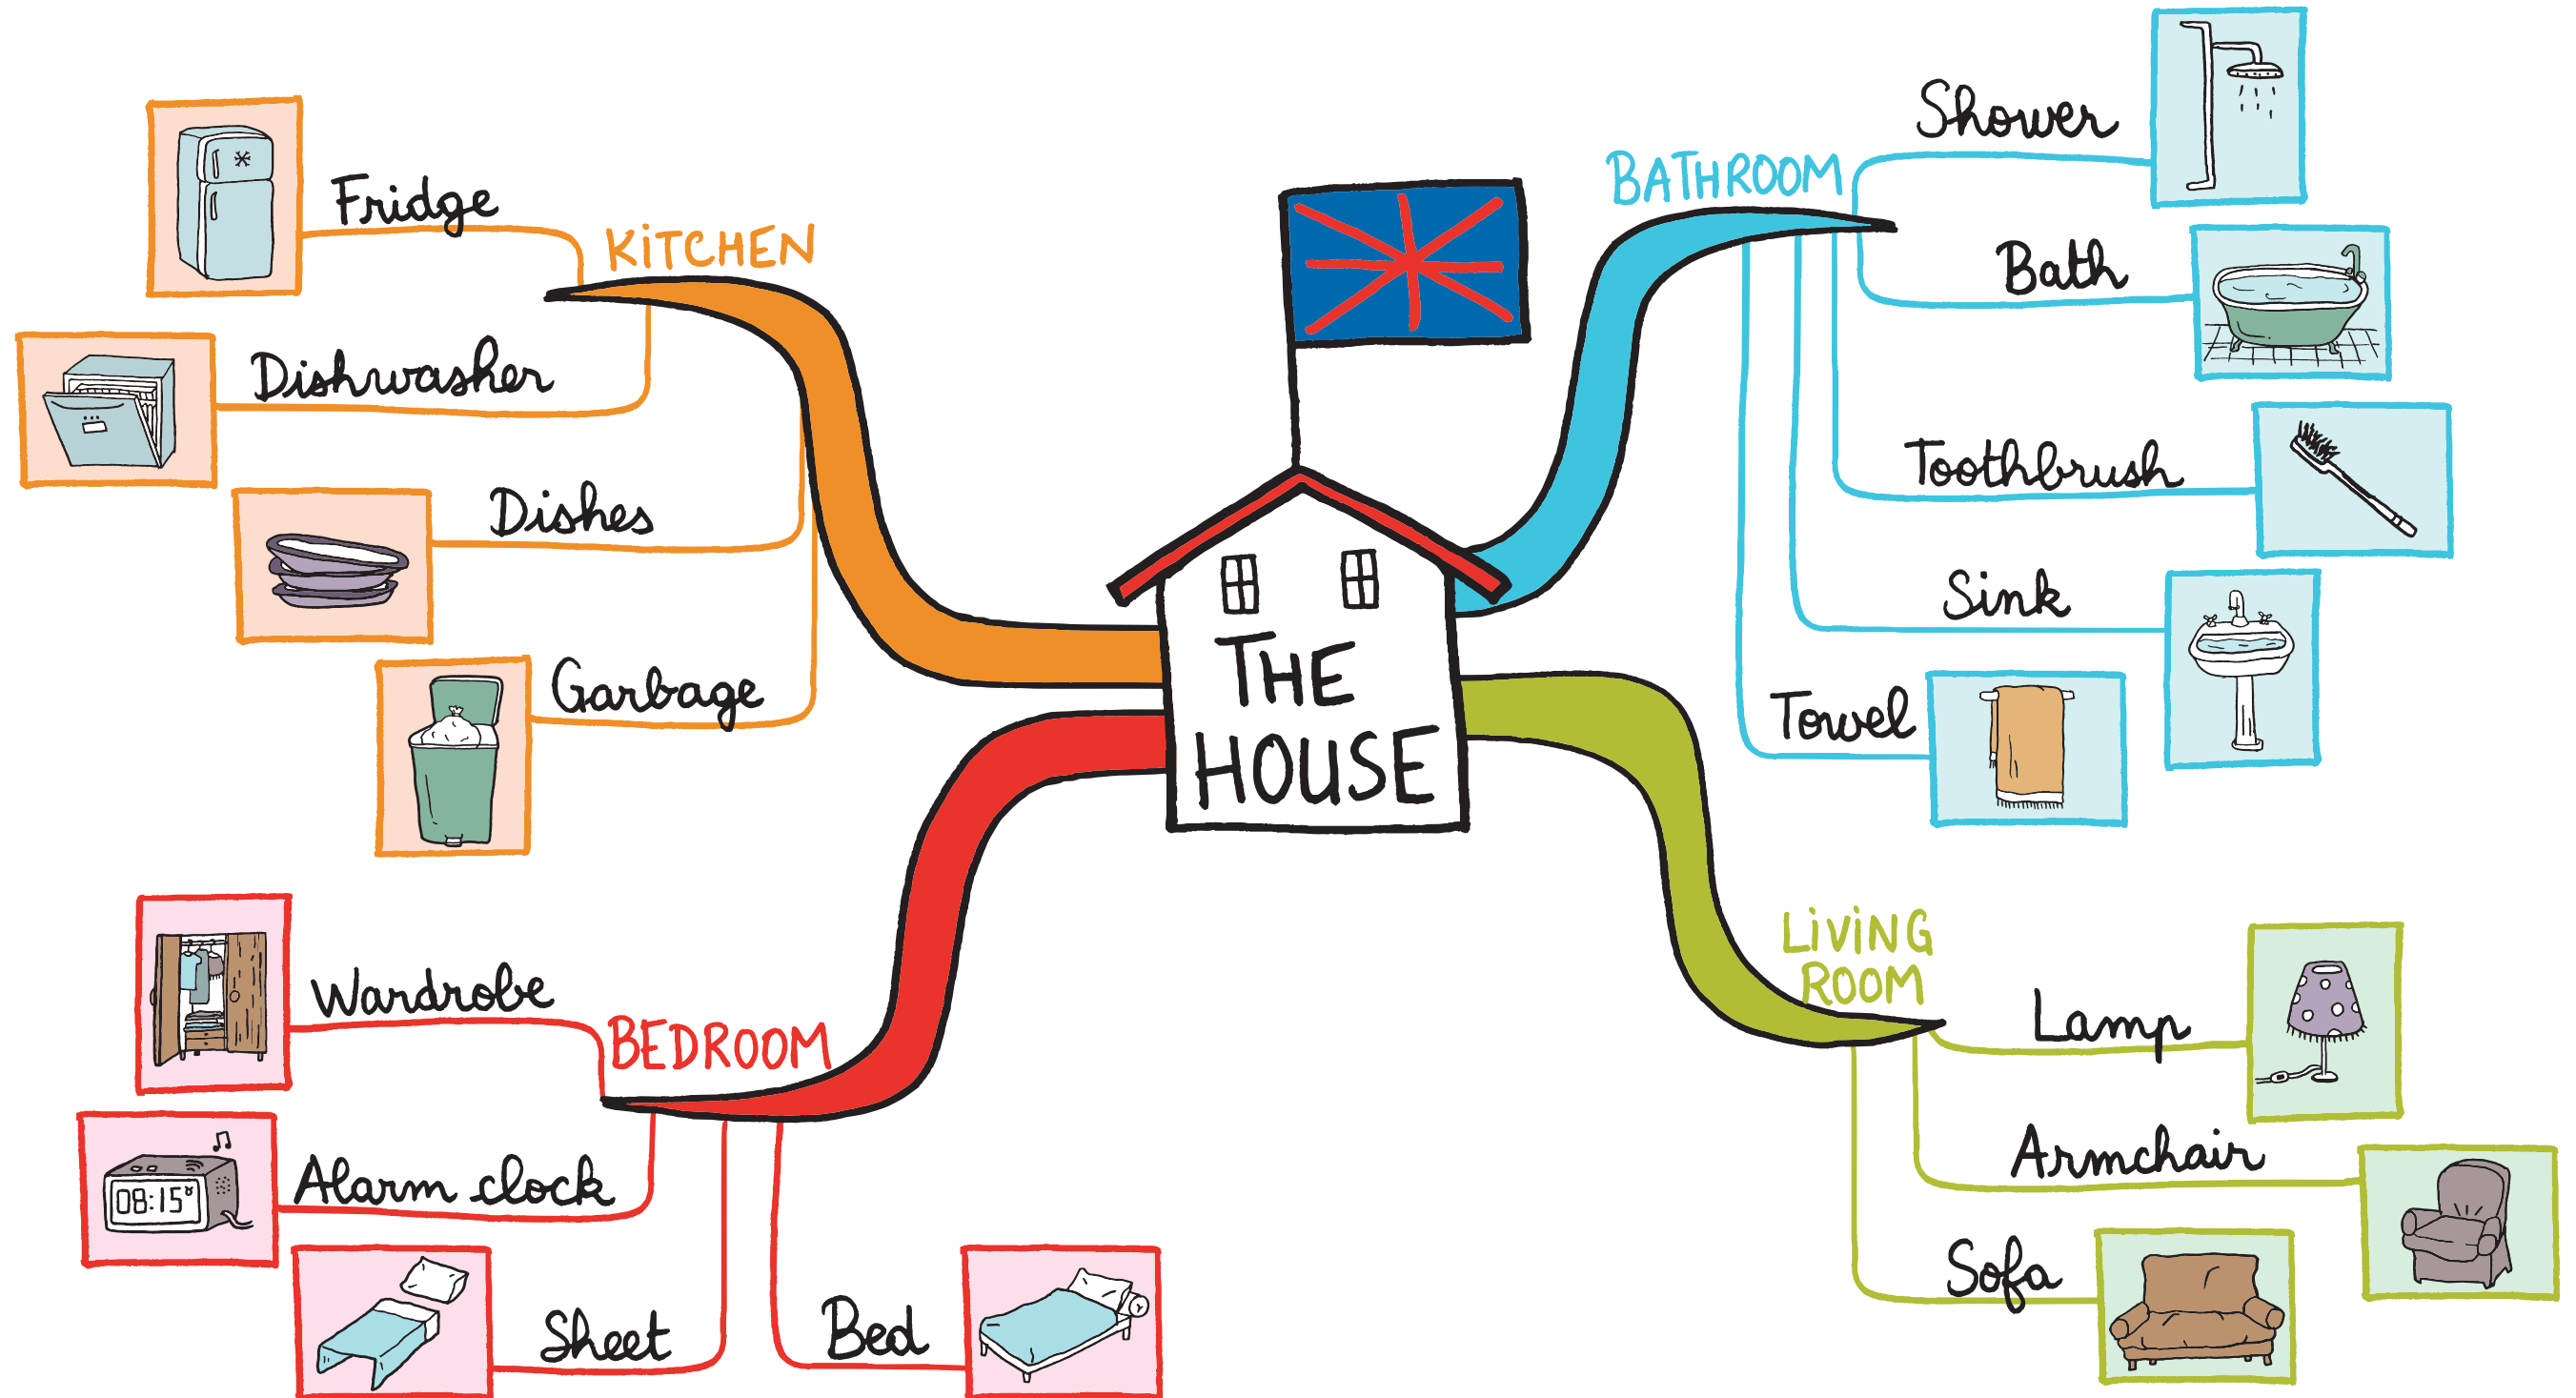 THE
HOUSE
KiTCHEN
Fridge
Dishwasher
Dishes
Garbage
BATHROOM
Shower
Bath
Toothbrush
Sink
Towel
BEDROOM
Wardrobe
Alarm clock
08:15
Sheet
Bed
LiViNG
ROOM
Lamp
Armchair
Sofa